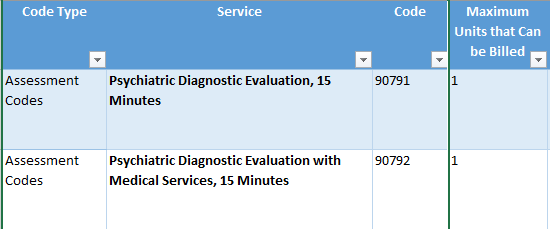 Code Type Service Code Maximum
Units that Can
be Billed
Assessment Psychiatric Diagnostic Evaluation, 15 90791 1
Codes Minutes
Assessment Psychiatric Diagnostic Evaluation with 90792 1
Codes Medical Services, 15 Minutes